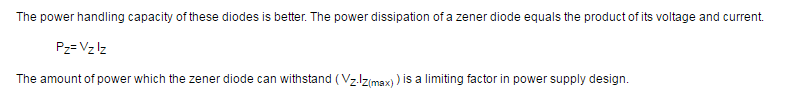 The power handling capacity of these diodes is better. The power dissipation of a zener diode equals the product of its voltage and current.
PZ= VZ IZ
The amount of power which the zener diode can withstand ( VZ.IZ(max) ) is a limiting factor in power supply design.